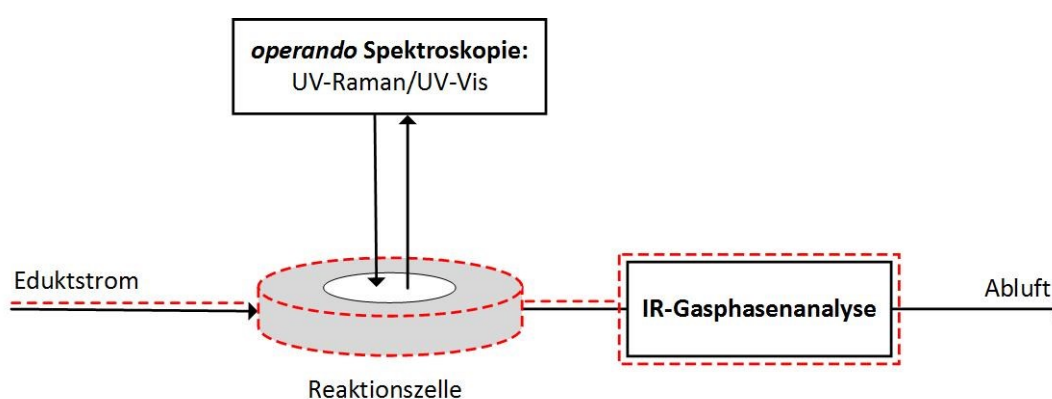 operando Spektroskopie:
UV-Raman/UV-Vis
Eduktstrom
IR-Gasphasenanalyse
Abluft
Reaktionszelle